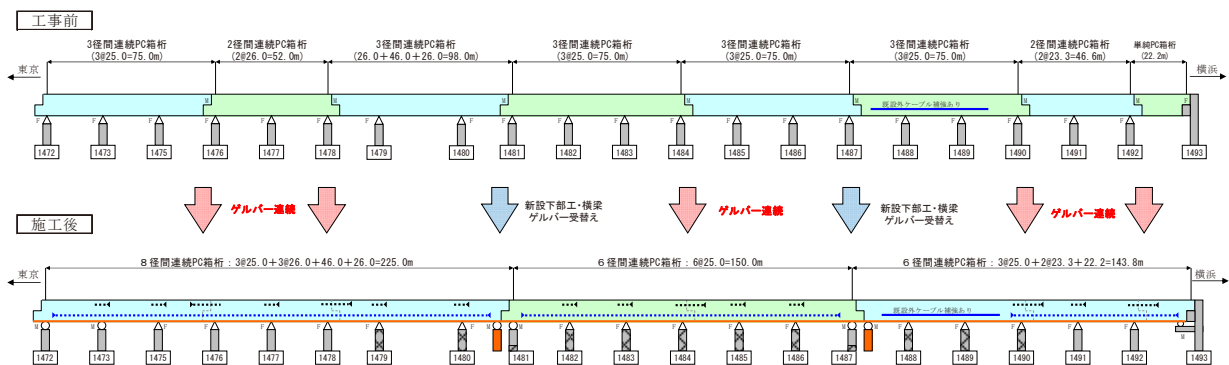 工事前
3径間連続PC箱桁 2径間連続PC箱桁 3径間連続PC箱桁 3径間連続PC箱桁 3径間連続PC箱桁 3径間連続PC箱桁 2径間連続PC箱桁 単純PC箱桁
(3@25.0=75.0m) (2@26.0=52.0m) (26.0+46.0+26.0=98.0m) (3@25.0=75.0m) (3@25.0=75.0m) (3@25.0=75.0m) (2@23.3=46.6m) (22.2m)
東京 横浜
M M M M M M M F
既設外ケーブル補強あり
F F F F F F F F F F F F F F F F
1472 1473 1475 1476 1477 1478 1479 1480 1481 1482 1483 1484 1485 1486 1487 1488 1489 1490 1491 1492 1493
ゲルバー連続 新設下部工・横梁 ゲルバー連続 新設下部工・横梁 ゲルバー連続
ゲルバー受替え ゲルバー受替え
施工後
8径間連続PC箱桁：3@25.0+3@26.0+46.0+26.0=225.0m 6径間連続PC箱桁：6@25.0=150.0m 6径間連続PC箱桁：3@25.0+2@23.3+22.2=143.8m
東京 横浜
既設外ケーブル補強あり
M M F F F F F F M M F F F F F M M F F F F F M
1472 1473 1475 1476 1477 1478 1479 1480 1481 1482 1483 1484 1485 1486 1487 1488 1489 1490 1491 1492 1493